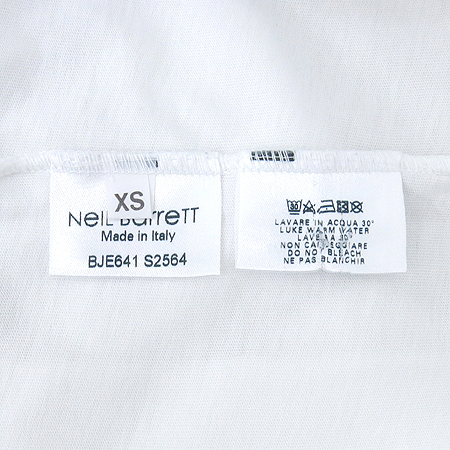 XS
Neil Barrett
Made in Italy
BJE641 S2564
LAVARE IN ACQUA 30°
LUKE WARM WATER
LAVER A 30°
NON CANDEGGIARE
DO NOT BLEACH
NE PAS BLANCHIR